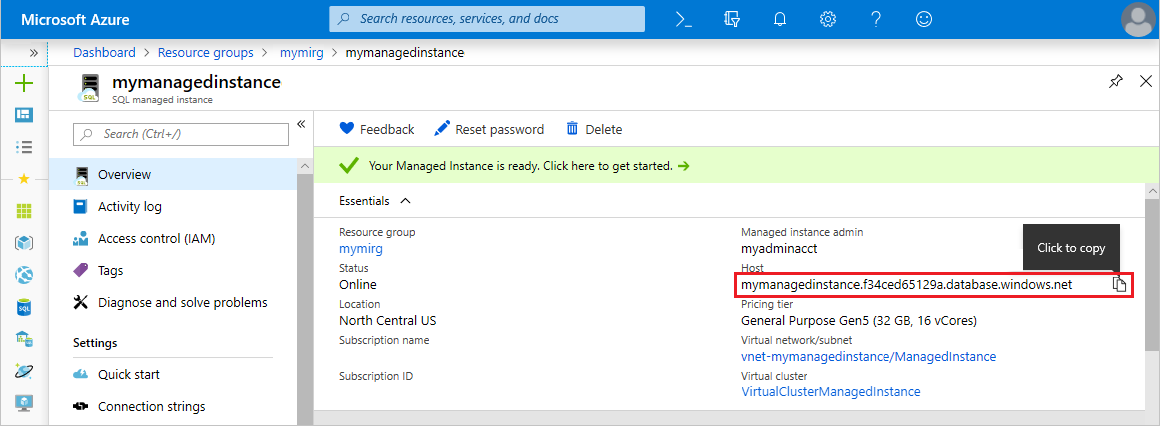 Microsoft Azure
Search resources, services, and docs
Dashboard > Resource groups > mymirg > mymanagedinstance
mymanagedinstance
SQL managed instance
Search (Ctrl+/)
Overview
Activity log
Access control (IAM)
Tags
Diagnose and solve problems
Settings
Quick start
Connection strings
Feedback
Reset password
Delete
Your Managed Instance is ready. Click here to get started.
Essentials
Resource group
mymirg
Status
Online
Location
North Central US
Subscription name
Subscription ID
Managed instance admin
myadminacct
Click to copy
Host
mymanagedinstance.f34ced65129a.database.windows.net
Pricing tier
General Purpose Gen5 (32 GB, 16 vCores)
Virtual network/subnet
vnet-mymanagedinstance/ManagedInstance
Virtual cluster
VirtualClusterManagedInstance